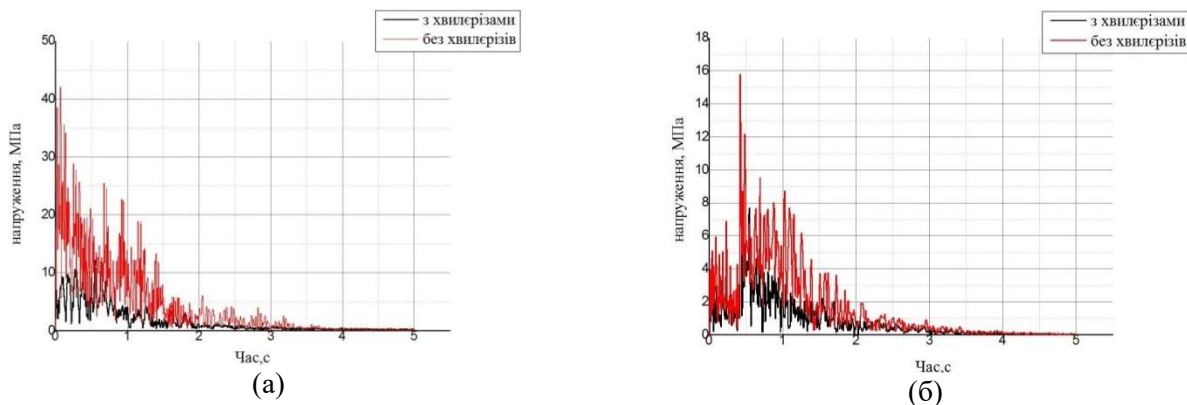 з хвилєрізами
без хвилєрізів
50
40
30
20
10
0
напруження, МПа
0 1 2 3 4 5
Час,с
(а)
з хвилєрізами
без хвилєрізів
18
16
14
12
10
8
6
4
2
0
напруження, МПа
0 1 2 3 4 5
Час,с
(б)